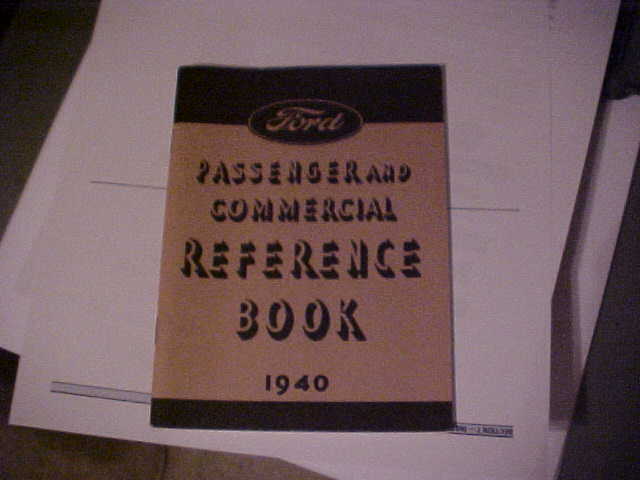 Ford
PASSENGER AND
COMMERCIAL
REFERENCE
BOOK
1940